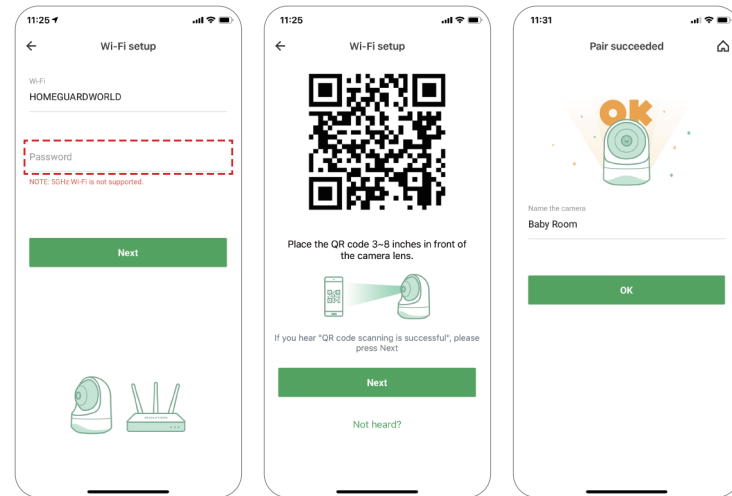 11:25
Wi-Fi setup
Wi-Fi
HOMEGUARDWORLD
Password
NOTE: 5GHz Wi-Fi is not supported.
Next
11:25
Wi-Fi setup
Place the QR code 3~8 inches in front of
the camera lens.
If you hear "QR code scanning is successful", please
press Next
Next
Not heard?
11:31
Pair succeeded
OK
Name the camera
Baby Room
OK